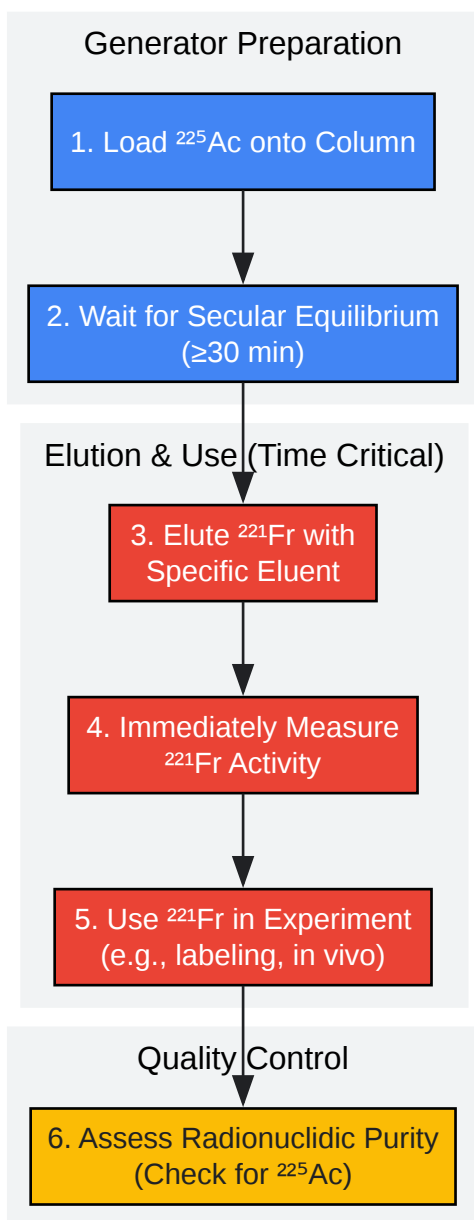 Generator Preparation
1. Load ²²⁵Ac onto Column
2. Wait for Secular Equilibrium
(≥30 min)
Elution & Use (Time Critical)
3. Elute ²²¹Fr with
Specific Eluent
4. Immediately Measure
²²¹Fr Activity
5. Use ²²¹Fr in Experiment
(e.g., labeling, in vivo)
Quality Control
6. Assess Radionuclidic Purity
(Check for ²²⁵Ac)